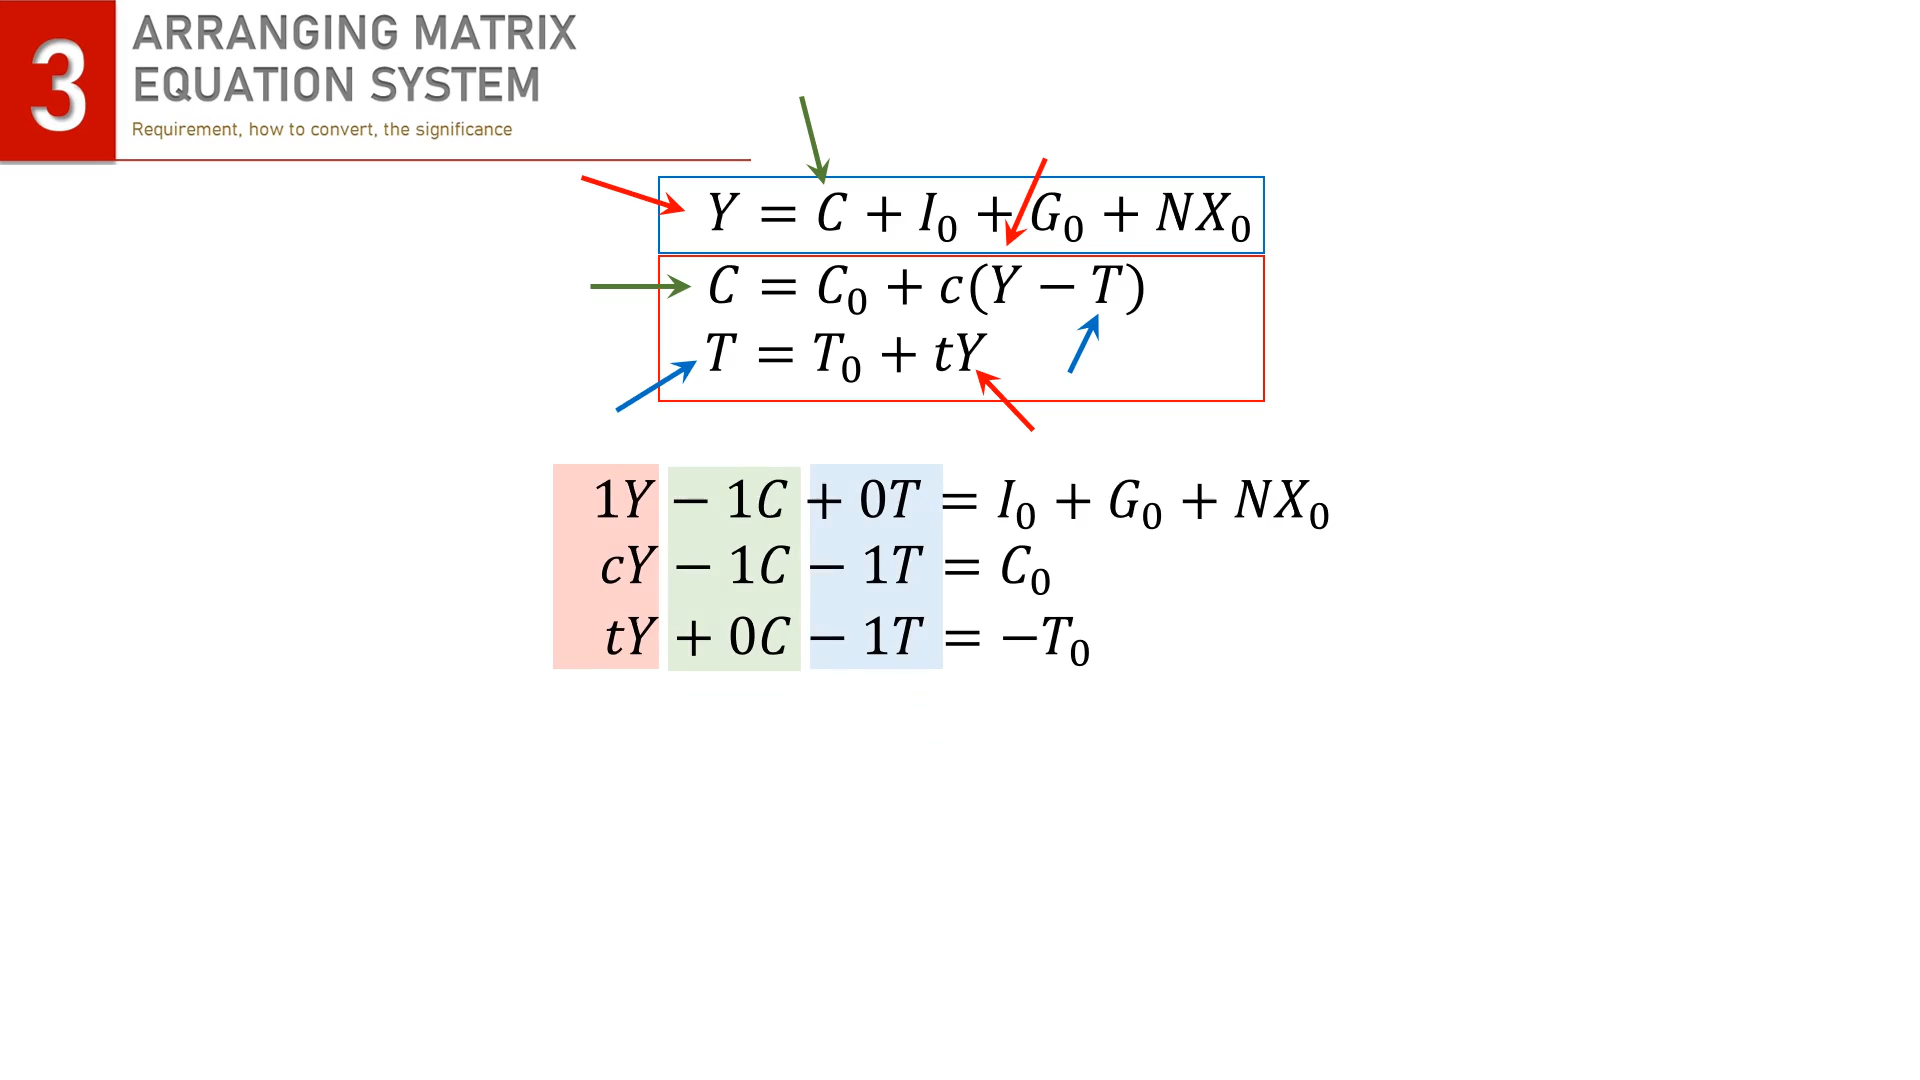 3
ARRANGING MATRIX
EQUATION SYSTEM
Requirement, how to convert, the significance
Y = C + I₀ + G₀ + NX₀
C = C₀ + c(Y − T)
T = T₀ + tY
1Y − 1C + 0T = I₀ + G₀ + NX₀
cY − 1C − 1T = C₀
tY + 0C − 1T = −T₀